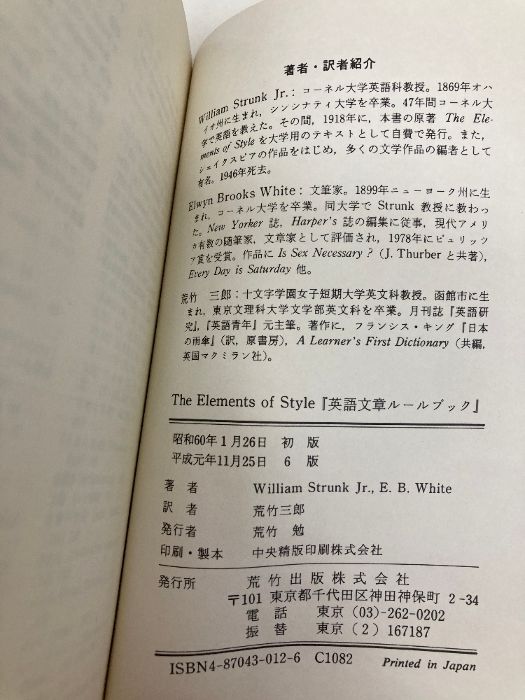 著者・訳者紹介
William Strunk Jr.: コーネル大学英語科教授。1869年オハ
イオ州に生まれ, シンシナティ大学を卒業。47年間コーネル大
学で英語を教えた。その間, 1918年に, 本書の原著 The Ele-
ments of Style を大学用のテキストとして自費で発行。また,
シェイクスピアの作品をはじめ, 多くの文学作品の編者として
有名。1946年死去。
Elwyn Brooks White: 文筆家。1899年ニューヨーク州に生
まれ, コーネル大学を卒業。同大学で Strunk 教授に教わっ
た。New Yorker 誌, Harper's 誌の編集に従事, 現代アメリ
カ有数の随筆家, 文章家として評価され, 1978年にピュリッツ
ァ賞を受賞。作品に Is Sex Necessary? (J. Thurber と共著),
Every Day is Saturday 他。
荒竹 三郎: 十文字学園女子短期大学英文科教授。函館市に生
まれ, 東京文理科大学文学部英文科を卒業。月刊誌『英語研
究』,『英語青年』元主筆。著作に, フランシス・キング『日本
の雨傘』(訳, 原書房), A Learner's First Dictionary (共編,
英国マクミラン社)。
The Elements of Style『英語文章ルールブック』
昭和60年1月26日 初 版
平成元年11月25日 6 版
著 者 William Strunk Jr., E. B. White
訳 者 荒竹三郎
発行者 荒竹 勉
印刷・製本 中央精版印刷株式会社
発行所 荒竹出版株式会社
〒101 東京都千代田区神田神保町 2-34
電 話 東京 (03)-262-0202
振 替 東京 (2) 167187
ISBN4-87043-012-6 C1082 Printed in Japan